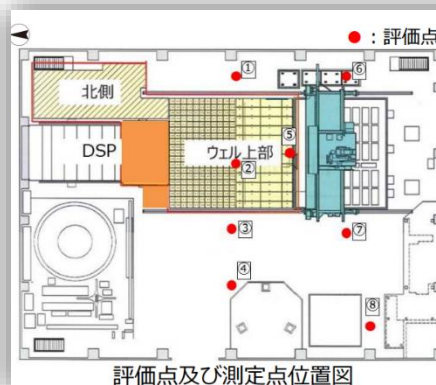 ●：評価点
①
⑥
北側
DSP
ウェル上部
⑤
②
③
⑦
④
⑧
評価点及び測定点位置図